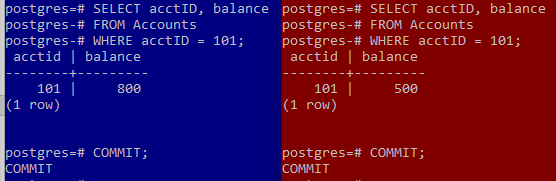 postgres=# SELECT acctID, balance
postgres-# FROM Accounts
postgres-# WHERE acctID = 101;
 acctid | balance
--------+---------
    101 |     800
(1 row)
postgres=# COMMIT;
COMMIT
postgres=# SELECT acctID, balance
postgres-# FROM Accounts
postgres-# WHERE acctID = 101;
 acctid | balance
--------+---------
    101 |     500
(1 row)
postgres=# COMMIT;
COMMIT